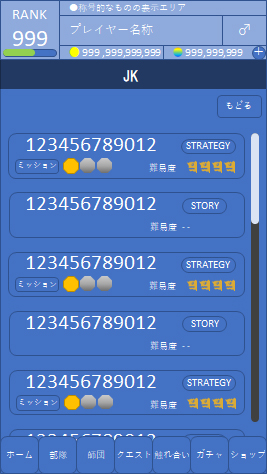 RANK
999
●称号的なものの表示エリア
プレイヤー名称
♂
999,999,999,999
999,999,999
+
JK
もどる
123456789012
STRATEGY
ミッション
難易度
123456789012
STORY
難易度 --
123456789012
STRATEGY
ミッション
難易度
123456789012
STORY
難易度 --
123456789012
STRATEGY
ミッション
難易度
ホーム
部隊
師団
クエスト
触れ合い
ガチャ
ショップ